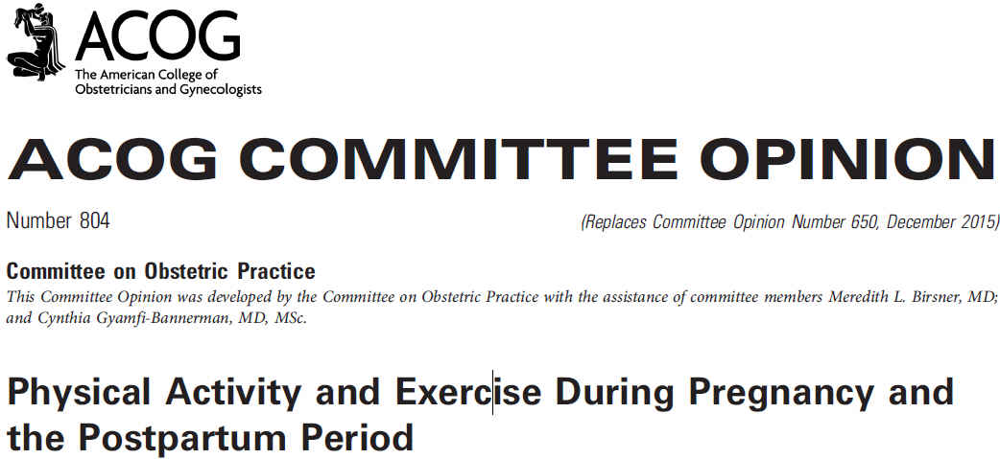 ACOG
The American College of
Obstetricians and Gynecologists
ACOG COMMITTEE OPINION
Number 804
(Replaces Committee Opinion Number 650, December 2015)
Committee on Obstetric Practice
This Committee Opinion was developed by the Committee on Obstetric Practice with the assistance of committee members Meredith L. Birsner, MD;
and Cynthia Gyamfi-Bannerman, MD, MSc.
Physical Activity and Exercise During Pregnancy and
the Postpartum Period